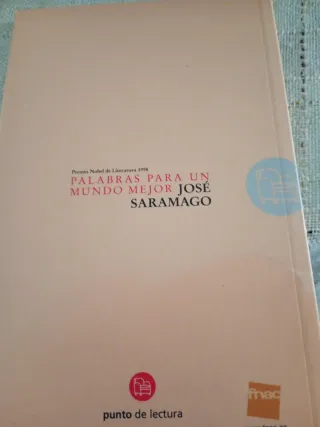 Premio Nobel de Literatura 1998
PALABRAS PARA UN
MUNDO MEJOR JOSÉ
SARAMAGO
punto de lectura
fnac